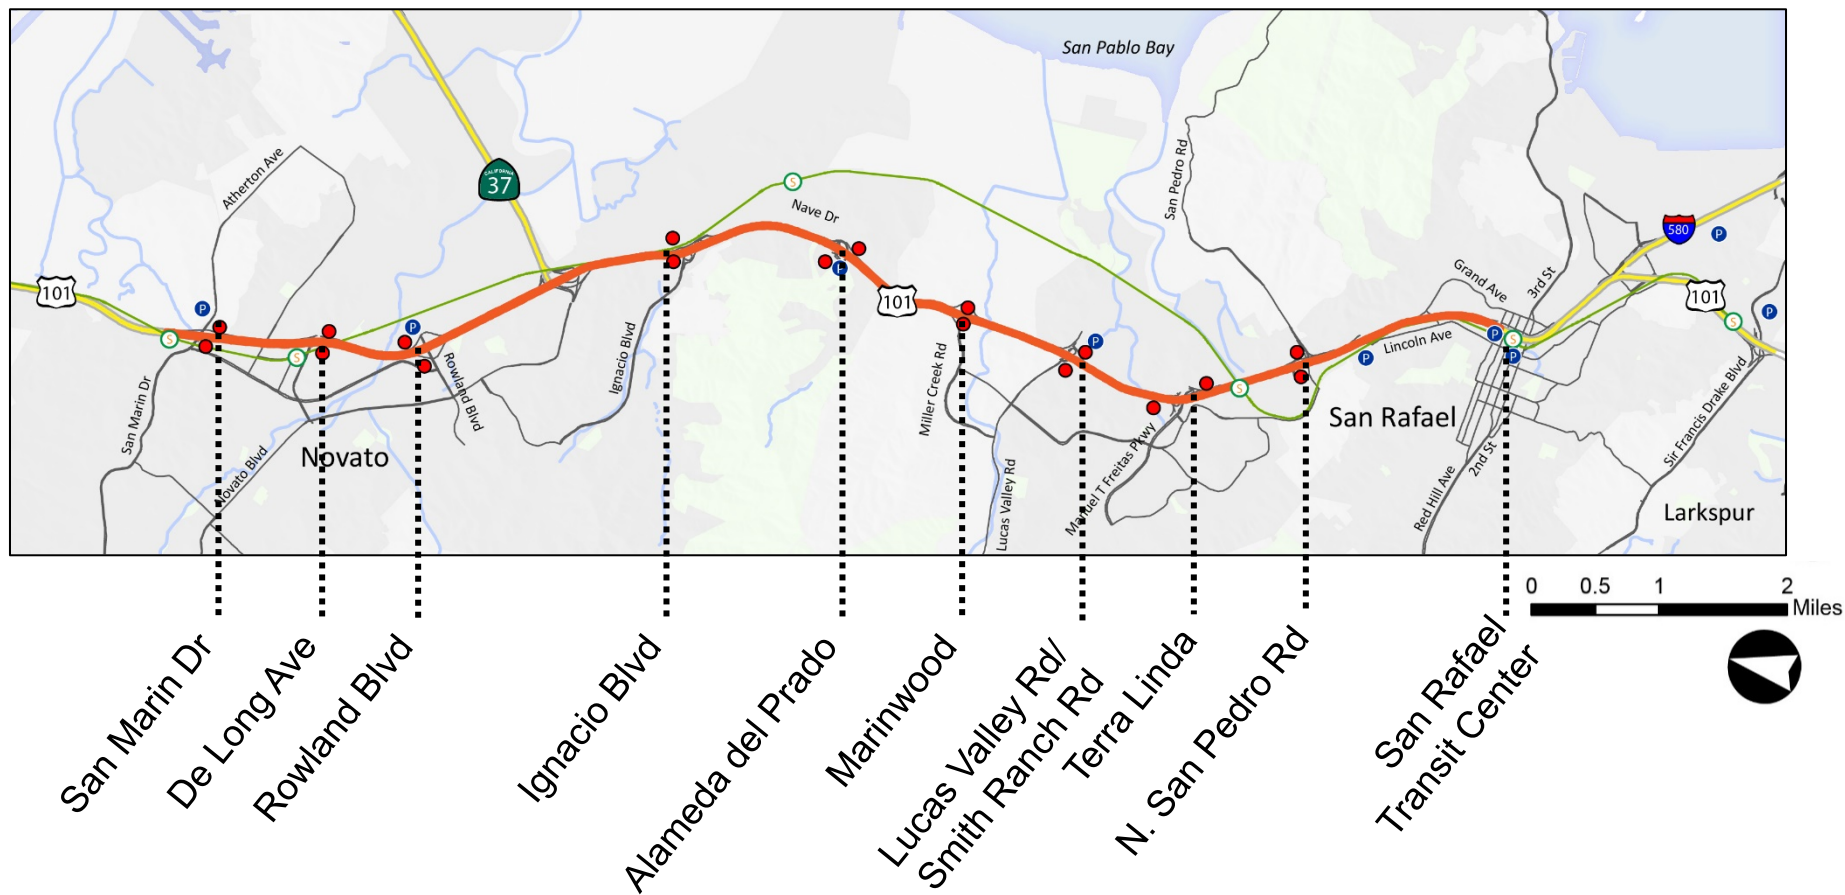 San Pablo Bay
Atherton Ave
CALIFORNIA
37
San Pedro Rd
Nave Dr
S
101
P
S
S
P
101
P
P
580
P
Grand Ave
3rd St
101
S
P
Lincoln Ave
P
S
P
P
S
San Marin Dr
Rowland Blvd
Ignacio Blvd
Miller Creek Rd
San Rafael
Novato Blvd
Novato
Lucas Valley Rd
Manuel T Freitas Pkwy
Red Hill Ave
2nd St
Sir Francis Drake Blvd
Larkspur
0 0.5 1 2
Miles
San Marin Dr
De Long Ave
Rowland Blvd
Ignacio Blvd
Alameda del Prado
Marinwood
Lucas Valley Rd/
Smith Ranch Rd
Terra Linda
N. San Pedro Rd
San Rafael
Transit Center